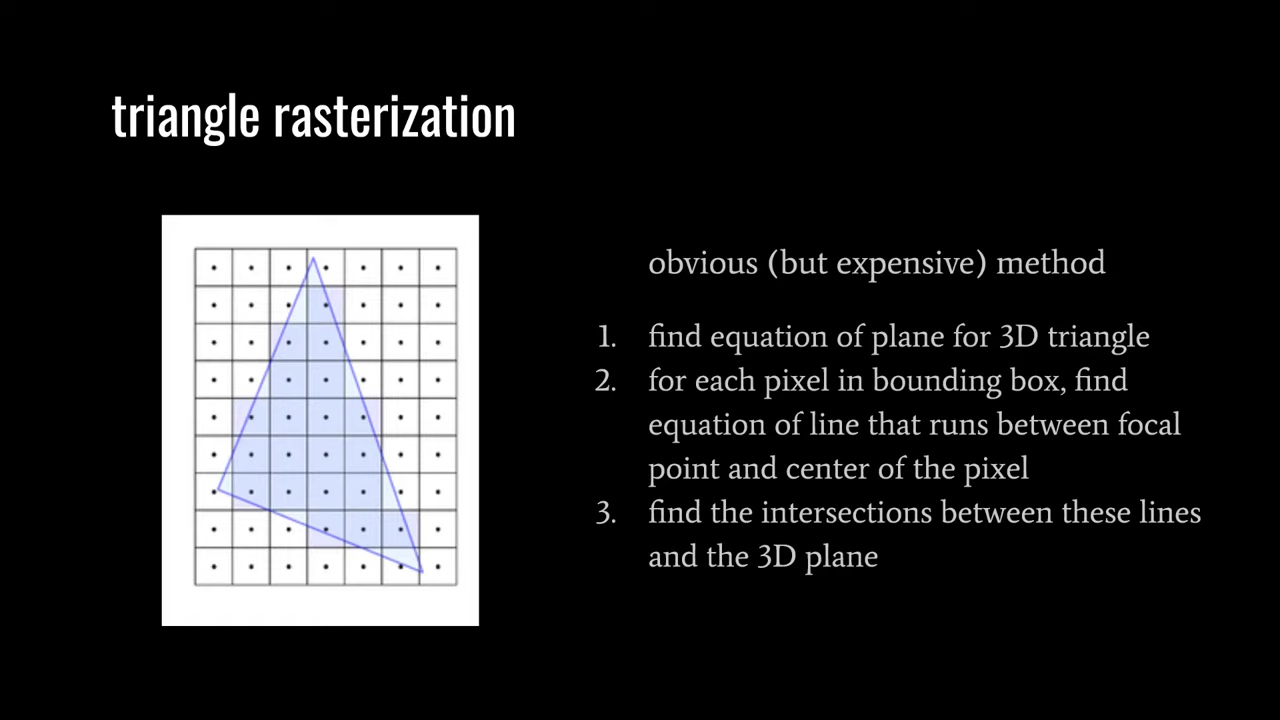 triangle rasterization
obvious (but expensive) method
1. find equation of plane for 3D triangle
2. for each pixel in bounding box, find
equation of line that runs between focal
point and center of the pixel
3. find the intersections between these lines
and the 3D plane